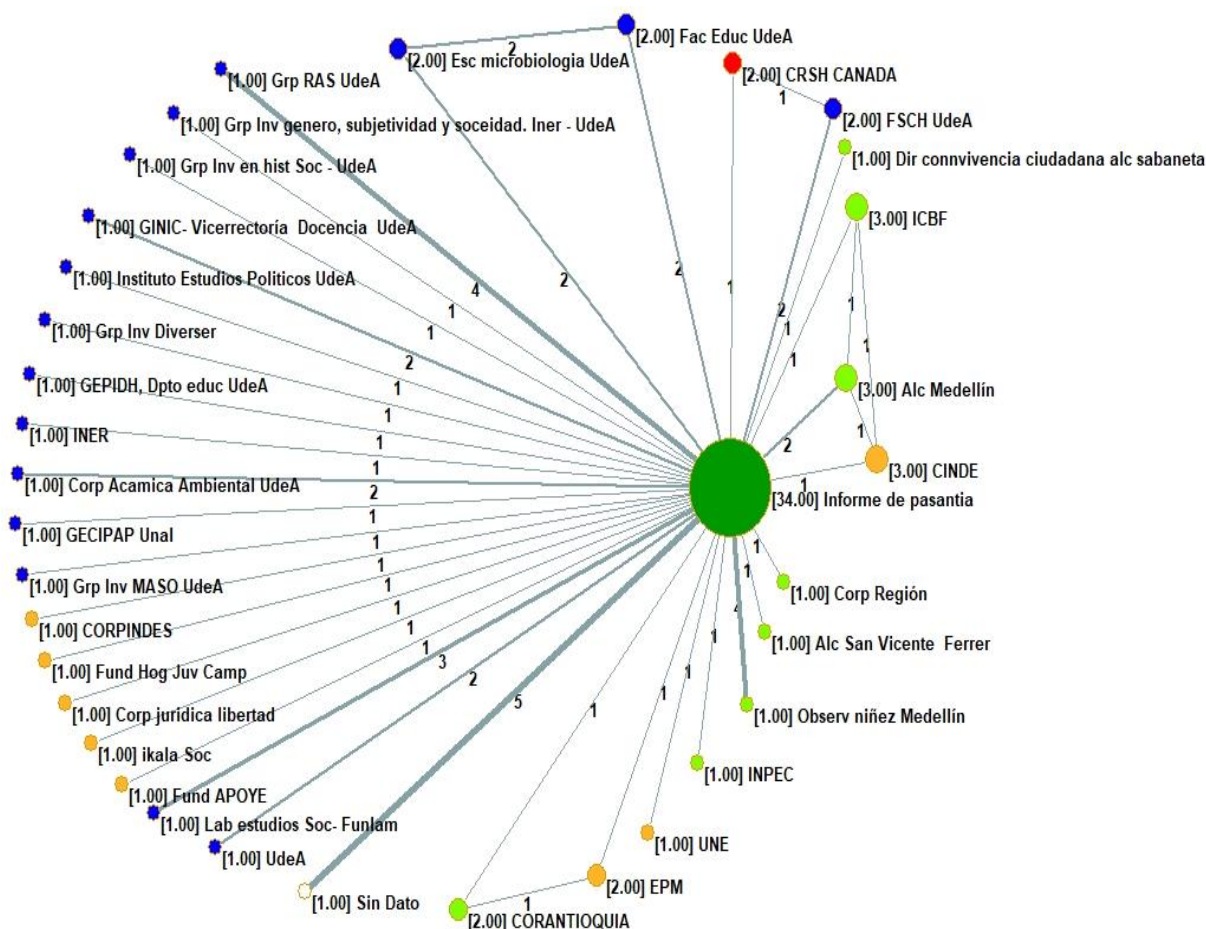 [2.00] Fac Educ UdeA
2
[2.00] Esc microbiologia UdeA
[2.00] CRSH CANADA
[1.00] Grp RAS UdeA
1
[2.00] FSCH UdeA
[1.00] Grp Inv genero, subjetividad y soceidad. Iner - UdeA
[1.00] Dir connvivencia ciudadana alc sabaneta
[1.00] Grp Inv en hist Soc - UdeA
[3.00] ICBF
[1.00] GINIC- Vicerrectoría Docencia UdeA
2
2
[1.00] Instituto Estudios Politicos UdeA
4
1
1
2
1
1
1
[1.00] Grp Inv Diverser
1
1
1
2
1
[1.00] GEPIDH, Dpto educ UdeA
1
[3.00] Alc Medellín
1
[1.00] INER
1
2
1
1
[3.00] CINDE
[1.00] Corp Acamica Ambiental UdeA
2
1
[34.00] Informe de pasantia
1
[1.00] GECIPAP Unal
1
1
1
1
[1.00] Grp Inv MASO UdeA
1
[1.00] Corp Región
1
4
[1.00] CORPINDES
1
1
[1.00] Alc San Vicente Ferrer
1
3
[1.00] Fund Hog Juv Camp
2
1
1
5
1
[1.00] Corp juridica libertad
[1.00] Observ niñez Medellín
[1.00] ikala Soc
[1.00] INPEC
[1.00] Fund APOYE
[1.00] Lab estudios Soc- Funlam
[1.00] UNE
[1.00] UdeA
[2.00] EPM
[1.00] Sin Dato
1
[2.00] CORANTIOQUIA